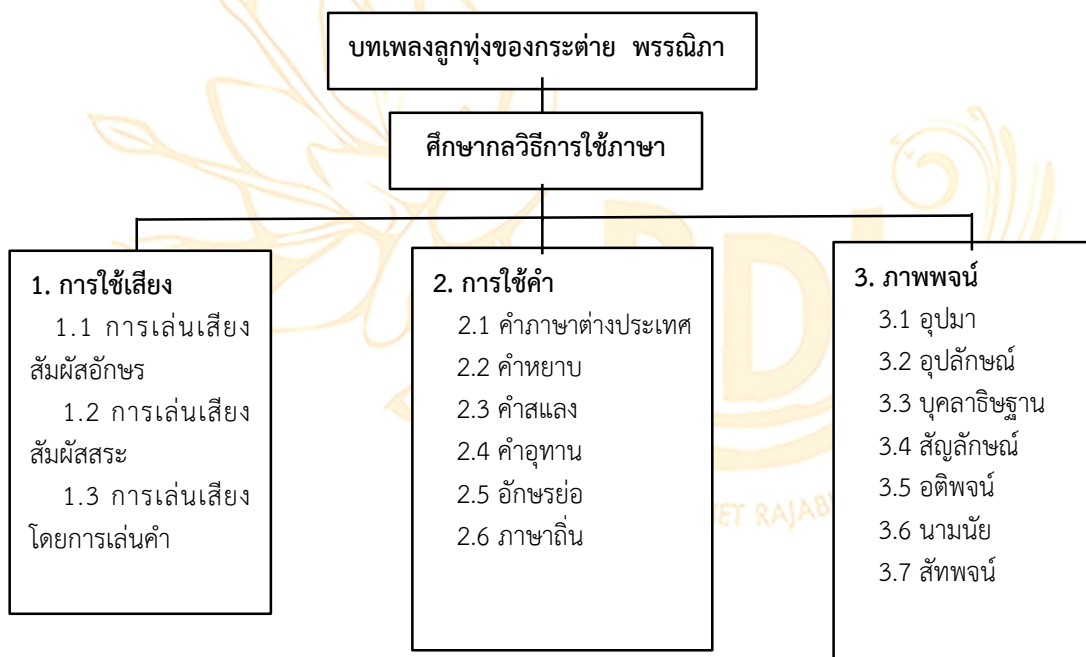 บทเพลงลูกทุ่งของกระต่าย พรรณิภา
ศึกษากลวิธีการใช้ภาษา
1. การใช้เสียง
1.1 การเล่นเสียง
สัมผัสอักษร
1.2 การเล่นเสียง
สัมผัสสระ
1.3 การเล่นเสียง
โดยการเล่นคำ
2. การใช้คำ
2.1 คำภาษาต่างประเทศ
2.2 คำหยาบ
2.3 คำสแลง
2.4 คำอุทาน
2.5 อักษรย่อ
2.6 ภาษาถิ่น
3. ภาพพจน์
3.1 อุปมา
3.2 อุปลักษณ์
3.3 บุคลาธิษฐาน
3.4 สัญลักษณ์
3.5 อติพจน์
3.6 นามนัย
3.7 สัทพจน์